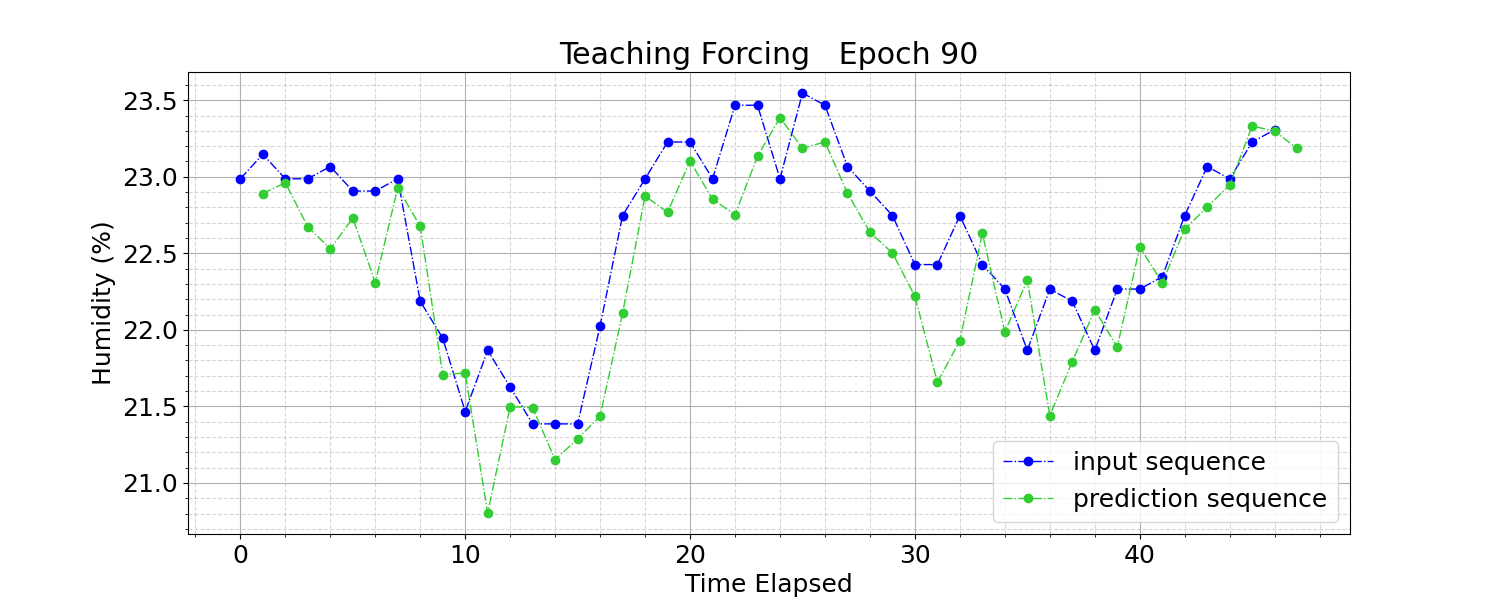 Teaching Forcing   Epoch 90
Humidity (%)
23.5
23.0
22.5
22.0
21.5
21.0
input sequence
prediction sequence
0 10 20 30 40
Time Elapsed